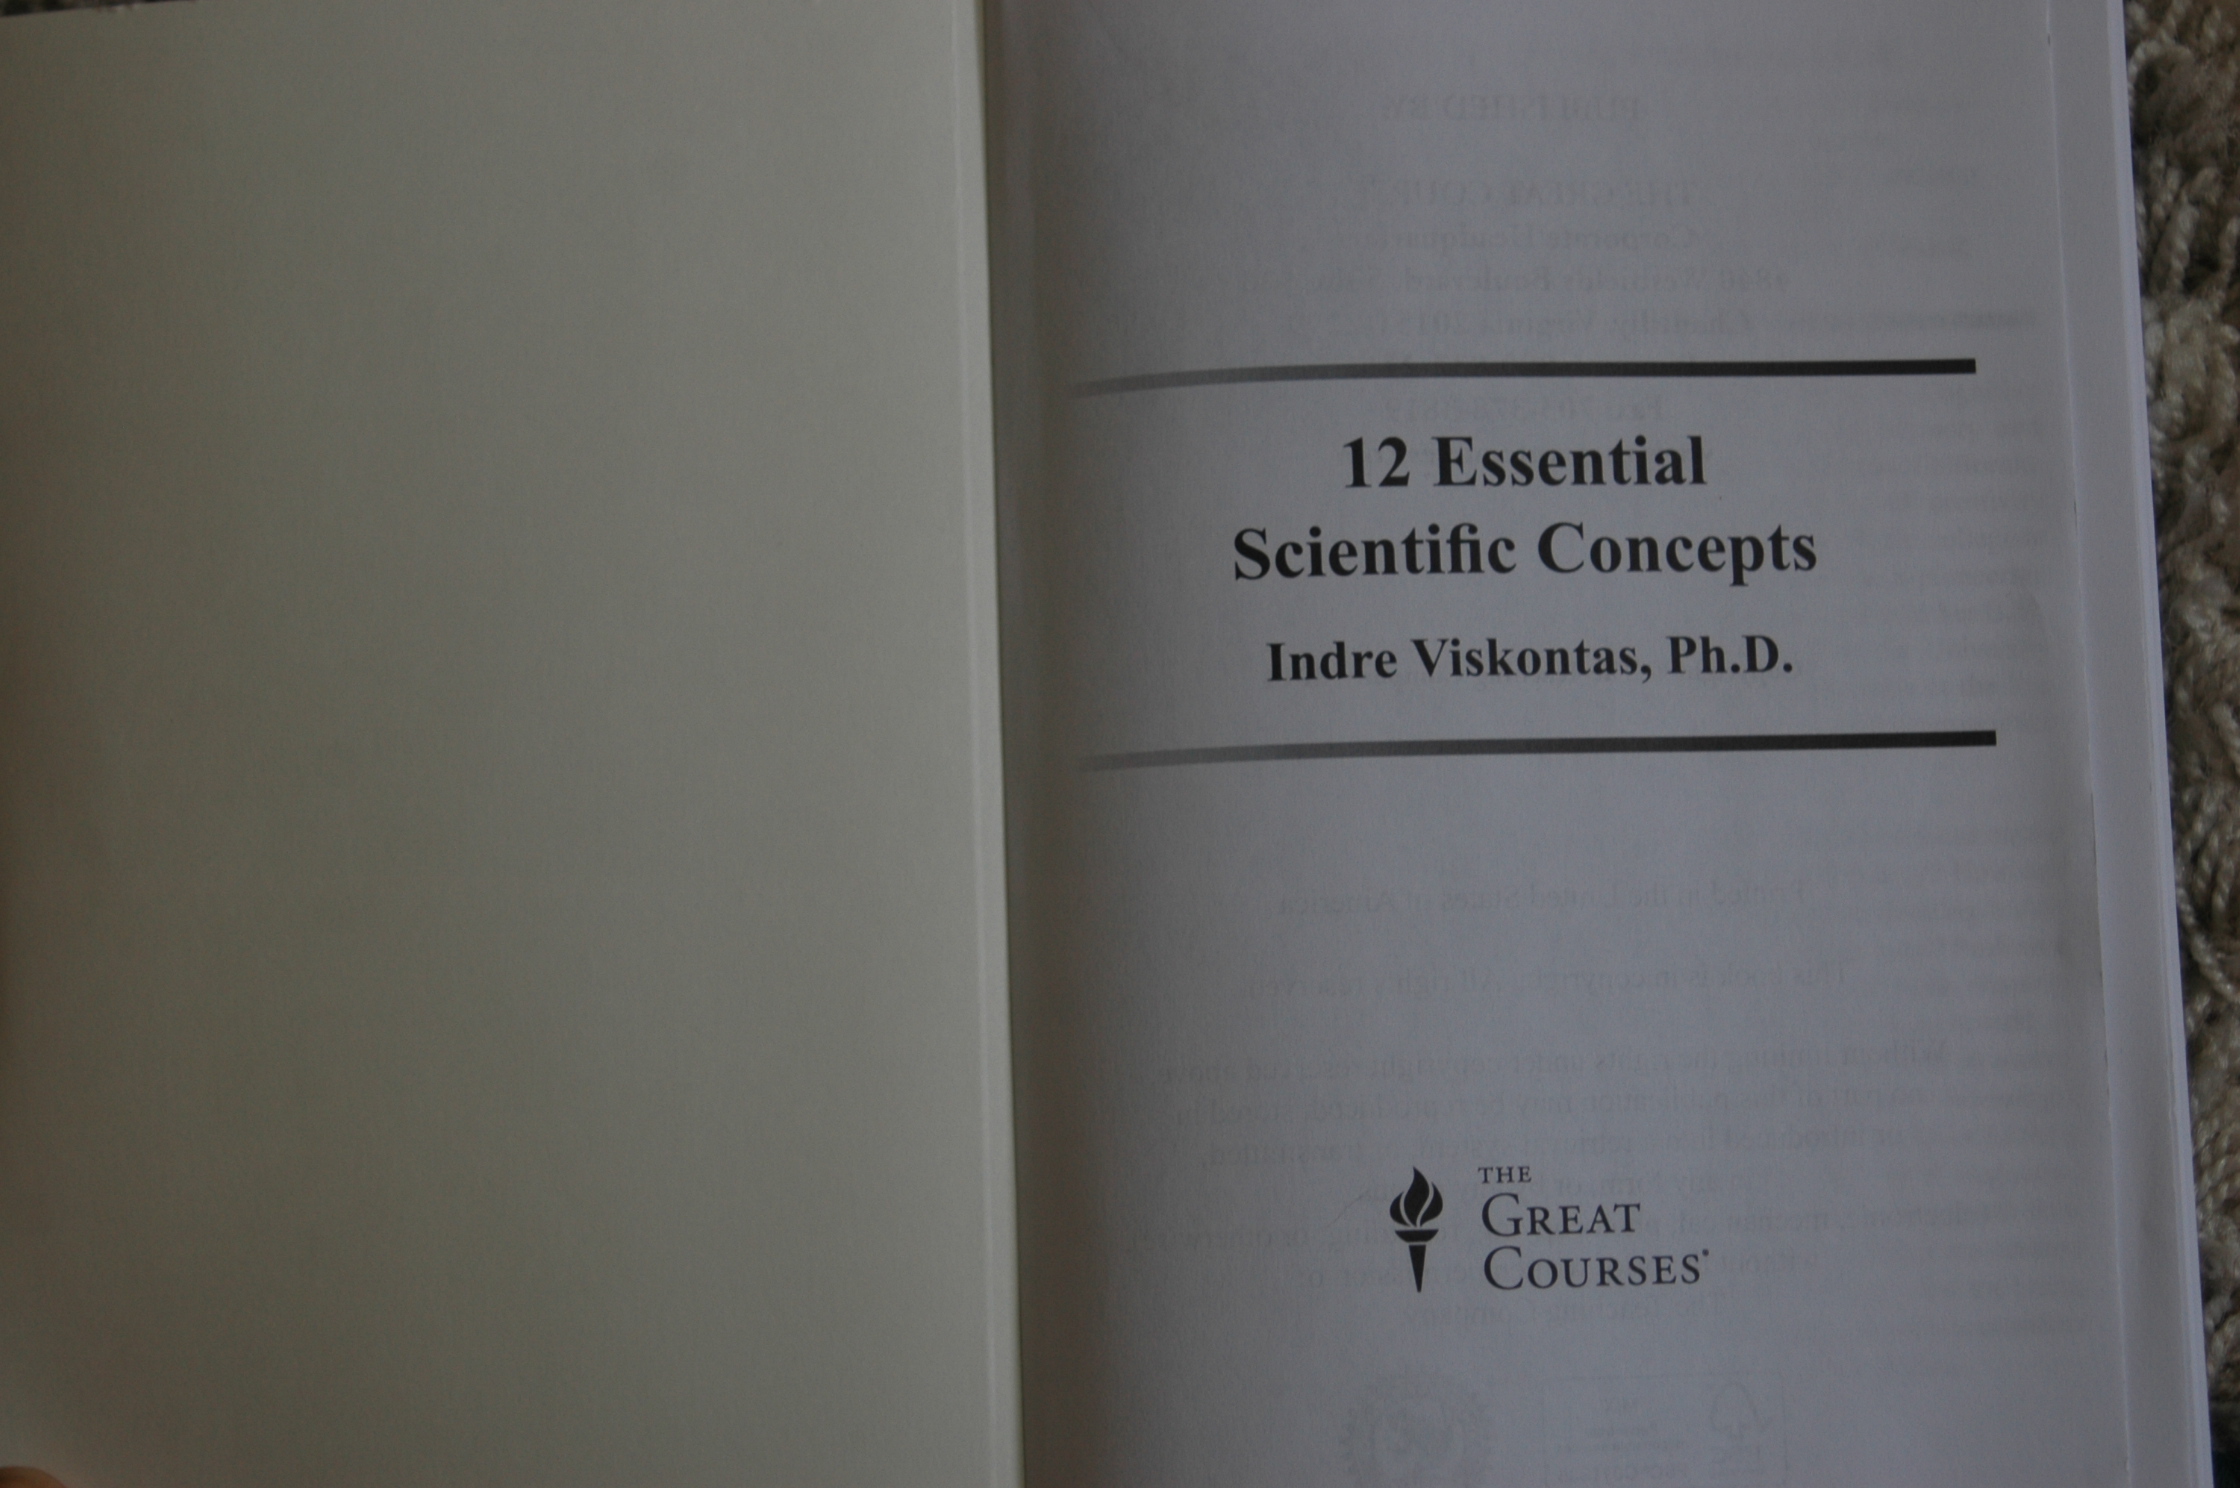 12 Essential
Scientific Concepts
Indre Viskontas, Ph.D.
THE
GREAT
COURSES®